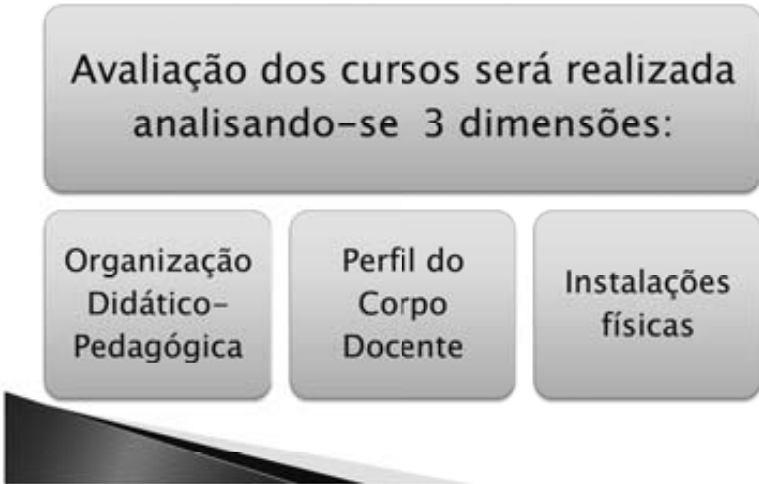 Avaliação dos cursos será realizada
analisando-se 3 dimensões:
Organização
Didático-
Pedagógica
Perfil do
Corpo
Docente
Instalações
físicas